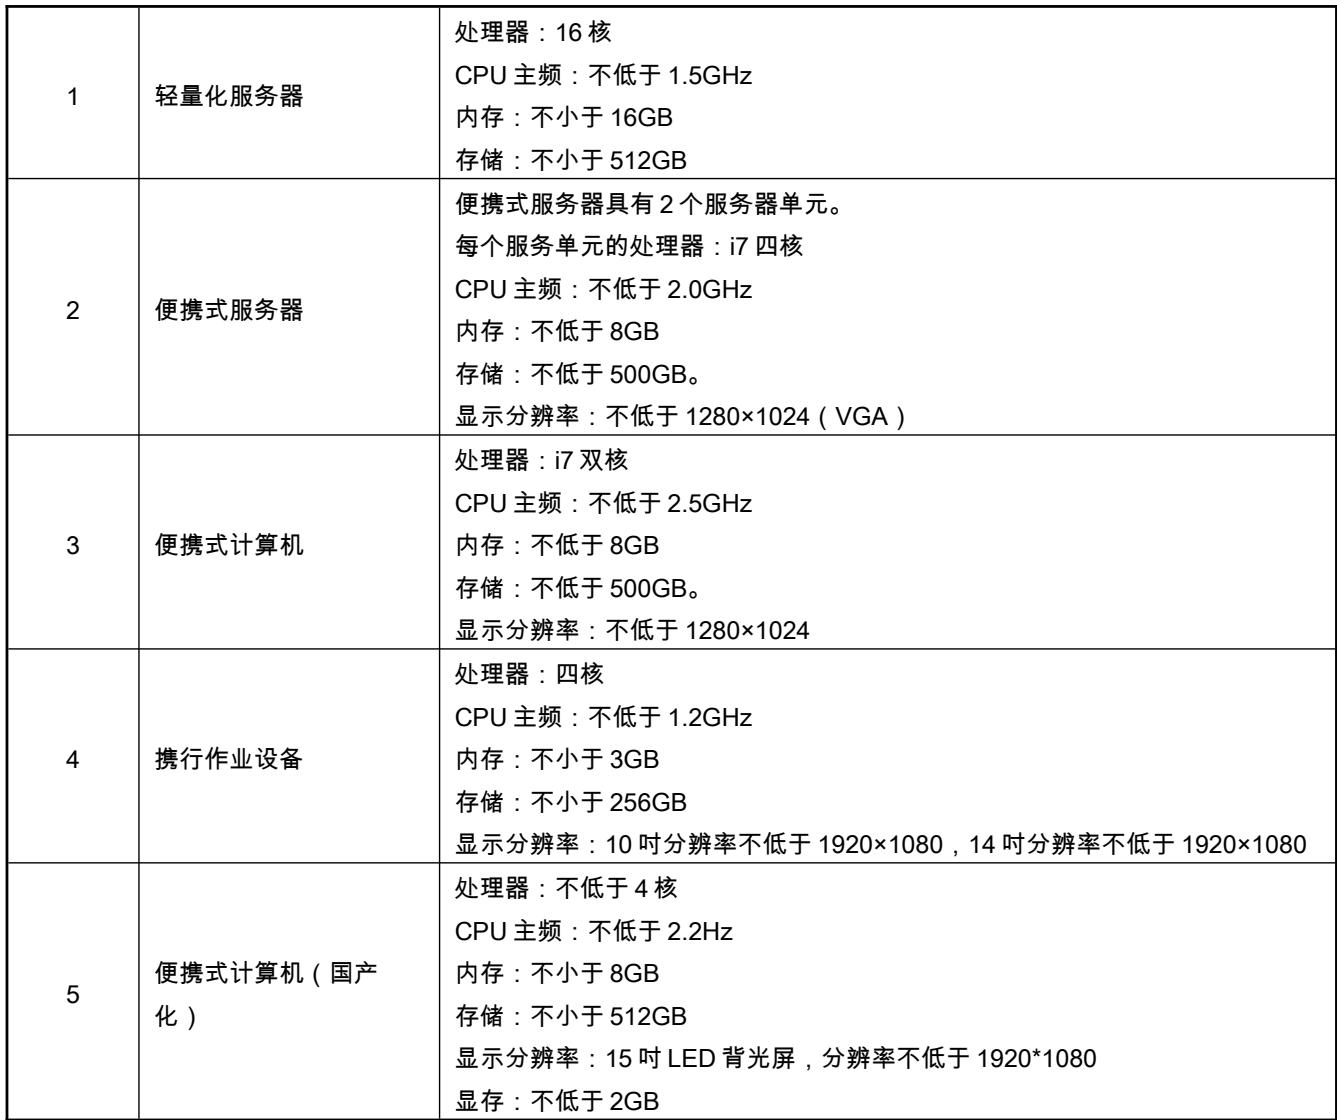 1
轻量化服务器
处理器：16 核
CPU 主频：不低于 1.5GHz
内存：不小于 16GB
存储：不小于 512GB
2
便携式服务器
便携式服务器具有 2 个服务器单元。
每个服务单元的处理器：i7 四核
CPU 主频：不低于 2.0GHz
内存：不低于 8GB
存储：不低于 500GB。
显示分辨率：不低于 1280×1024（VGA）
3
便携式计算机
处理器：i7 双核
CPU 主频：不低于 2.5GHz
内存：不低于 8GB
存储：不低于 500GB。
显示分辨率：不低于 1280×1024
4
携行作业设备
处理器：四核
CPU 主频：不低于 1.2GHz
内存：不小于 3GB
存储：不小于 256GB
显示分辨率：10 吋分辨率不低于 1920×1080，14 吋分辨率不低于 1920×1080
5
便携式计算机（国产
化）
处理器：不低于 4 核
CPU 主频：不低于 2.2Hz
内存：不小于 8GB
存储：不小于 512GB
显示分辨率：15 吋 LED 背光屏，分辨率不低于 1920*1080
显存：不低于 2GB